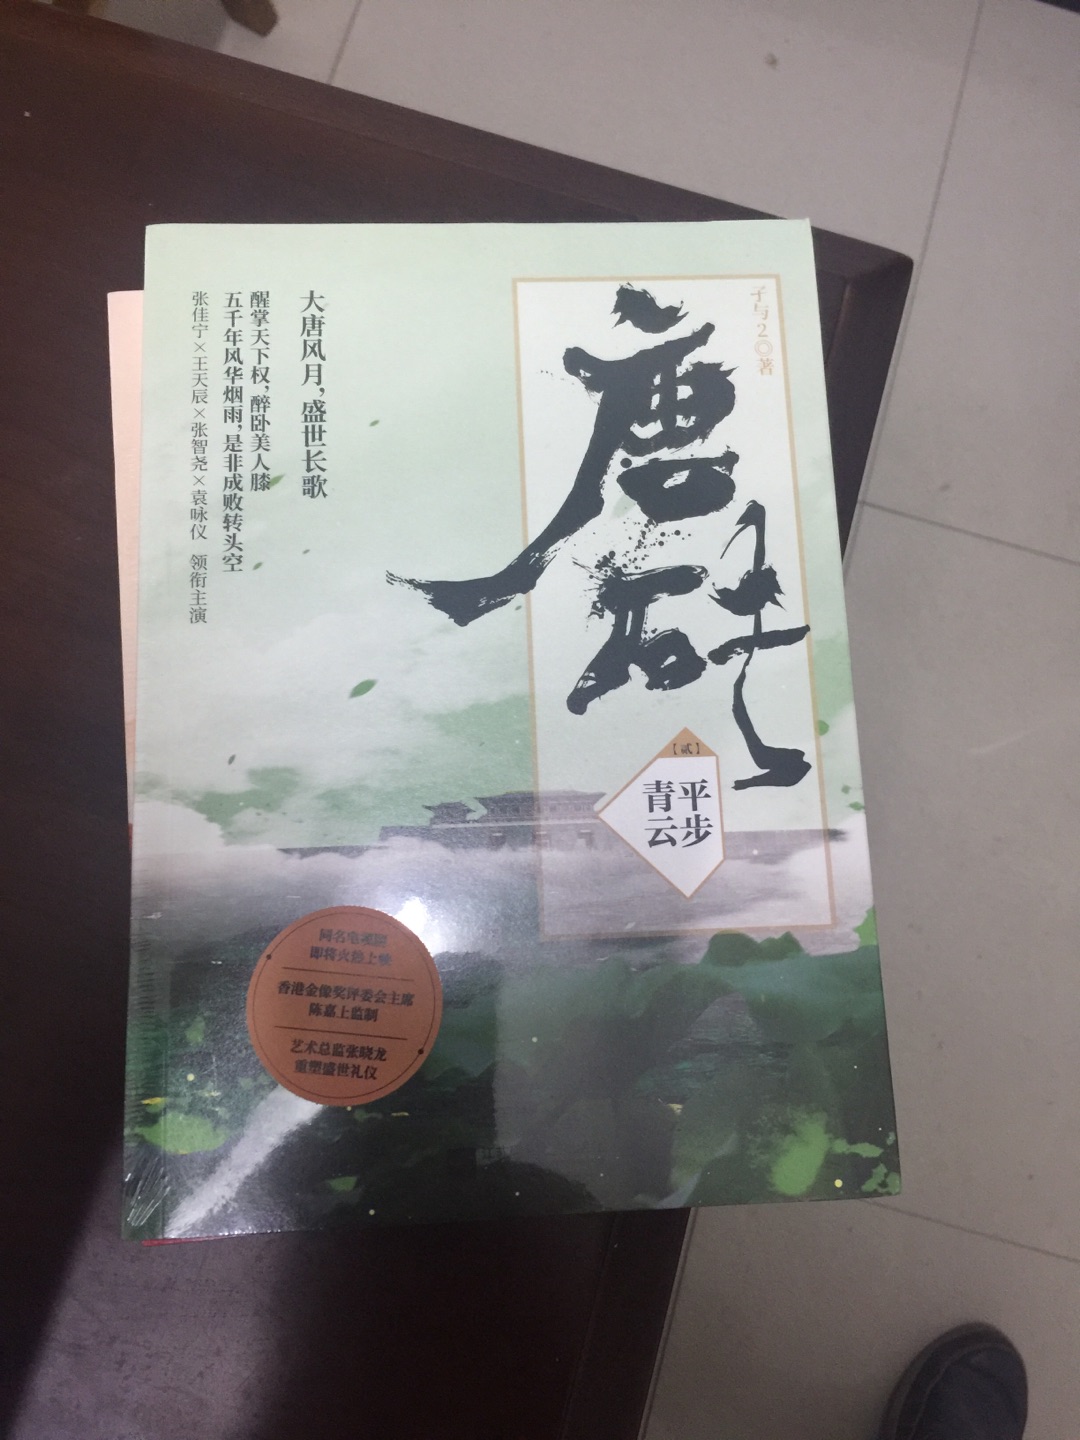 子与2◎著
唐砖
【贰】
平步
青云
大唐风月，盛世长歌
醒掌天下权，醉卧美人膝
五千年风华烟雨，是非成败转头空
张佳宁×王天辰×张智尧×袁咏仪 领衔主演
同名电视剧
即将火热上映
香港金像奖评委会主席
陈嘉上监制
艺术总监张晓龙
重塑盛世礼仪